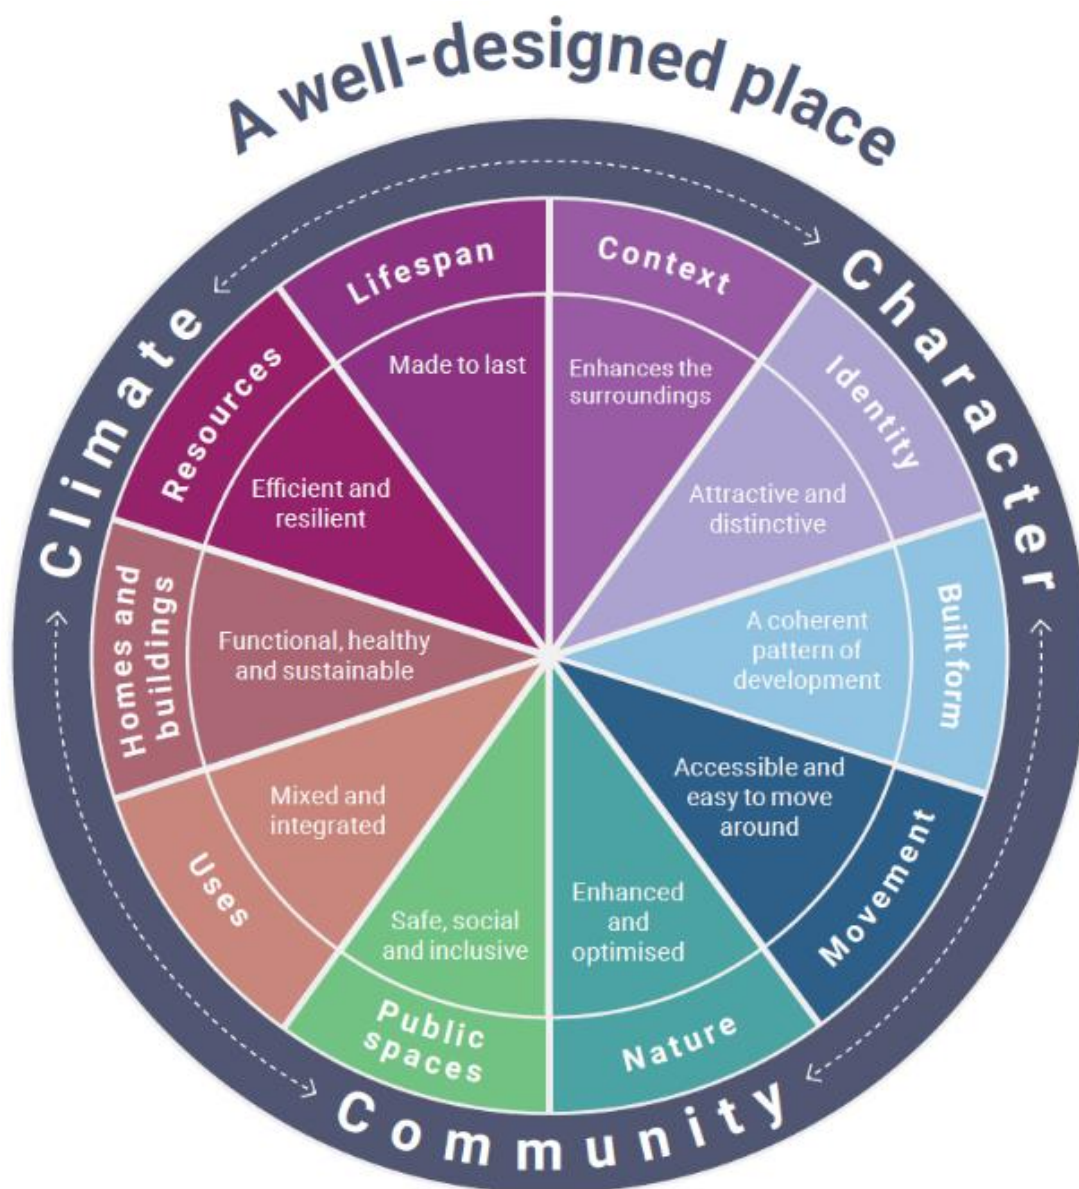 A well-designed place
Climate
Character
Community
Context
Enhances the
surroundings
Identity
Attractive and
distinctive
Built form
A coherent
pattern of
development
Movement
Accessible and
easy to move
around
Nature
Enhanced
and
optimised
Public
spaces
Safe, social
and inclusive
Uses
Mixed and
integrated
Homes and
buildings
Functional, healthy
and sustainable
Resources
Efficient and
resilient
Lifespan
Made to last